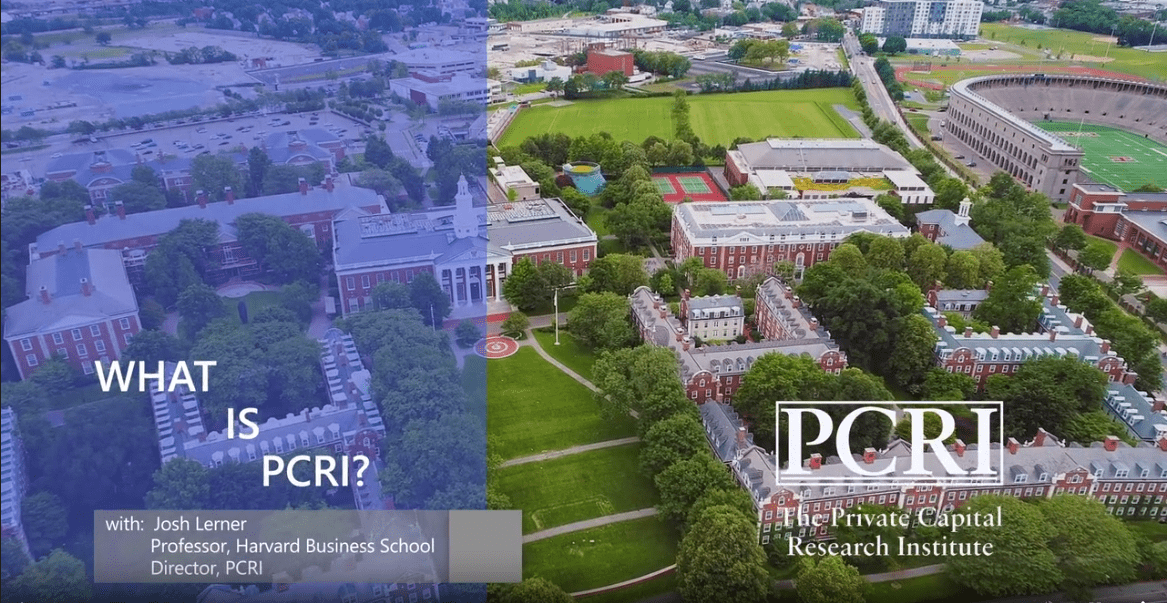 WHAT
IS
PCRI?
with: Josh Lerner
Professor, Harvard Business School
Director, PCRI
PCRI
The Private Capital
Research Institute